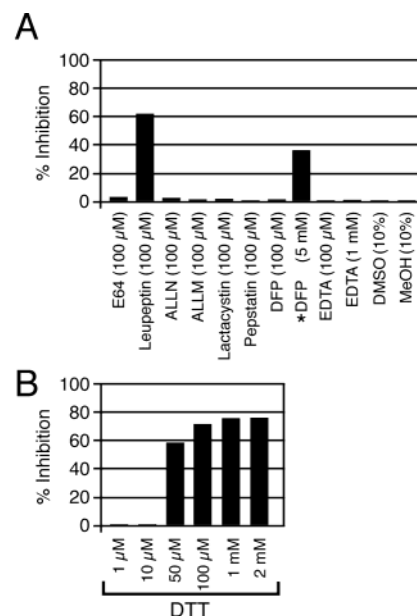 A
% Inhibition
100
80
60
40
20
0
E64 (100 µM)
Leupeptin (100 µM)
ALLN (100 µM)
ALLM (100 µM)
Lactacystin (100 µM)
Pepstatin (100 µM)
DFP (100 µM)
*DFP (5 mM)
EDTA (100 µM)
EDTA (1 mM)
DMSO (10%)
MeOH (10%)
B
% Inhibition
100
80
60
40
20
0
1 µM
10 µM
50 µM
100 µM
1 mM
2 mM
DTT